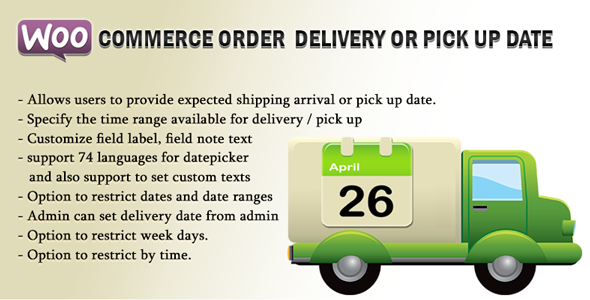 WOO COMMERCE ORDER DELIVERY OR PICK UP DATE
- Allows users to provide expected shipping arrival or pick up date.
- Specify the time range available for delivery / pick up
- Customize field label, field note text
- support 74 languages for datepicker
and also support to set custom texts
- Option to restrict dates and date ranges
- Admin can set delivery date from admin
- Option to restrict week days.
- Option to restrict by time.
April
26